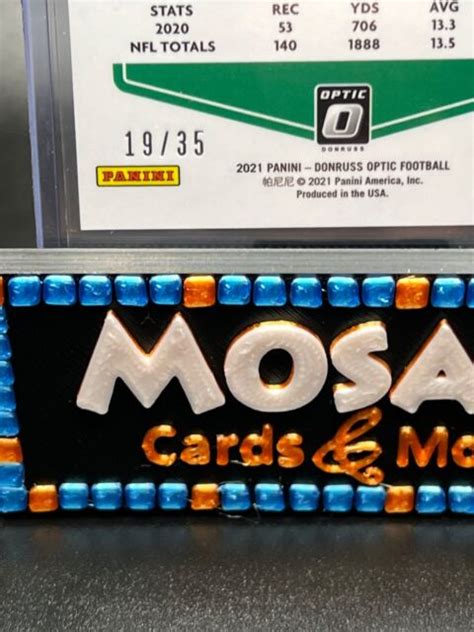 STATS REC YDS AVG
2020 53 706 13.3
NFL TOTALS 140 1888 13.5
OPTIC
DONRUSS
19/35
PANINI
2021 PANINI – DONRUSS OPTIC FOOTBALL
帕尼尼 © 2021 Panini America, Inc.
Produced in the USA.
MOSA
Cards & Mo